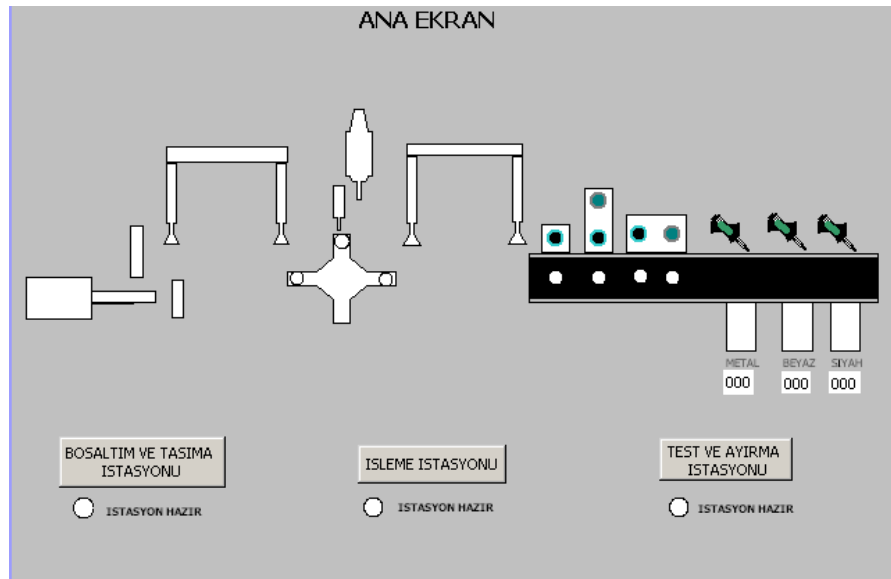 ANA EKRAN
METAL BEYAZ SIYAH
000 000 000
BOSALTIM VE TASIMA
ISTASYONU
ISTASYON HAZIR
ISLEME ISTASYONU
ISTASYON HAZIR
TEST VE AYIRMA
ISTASYONU
ISTASYON HAZIR